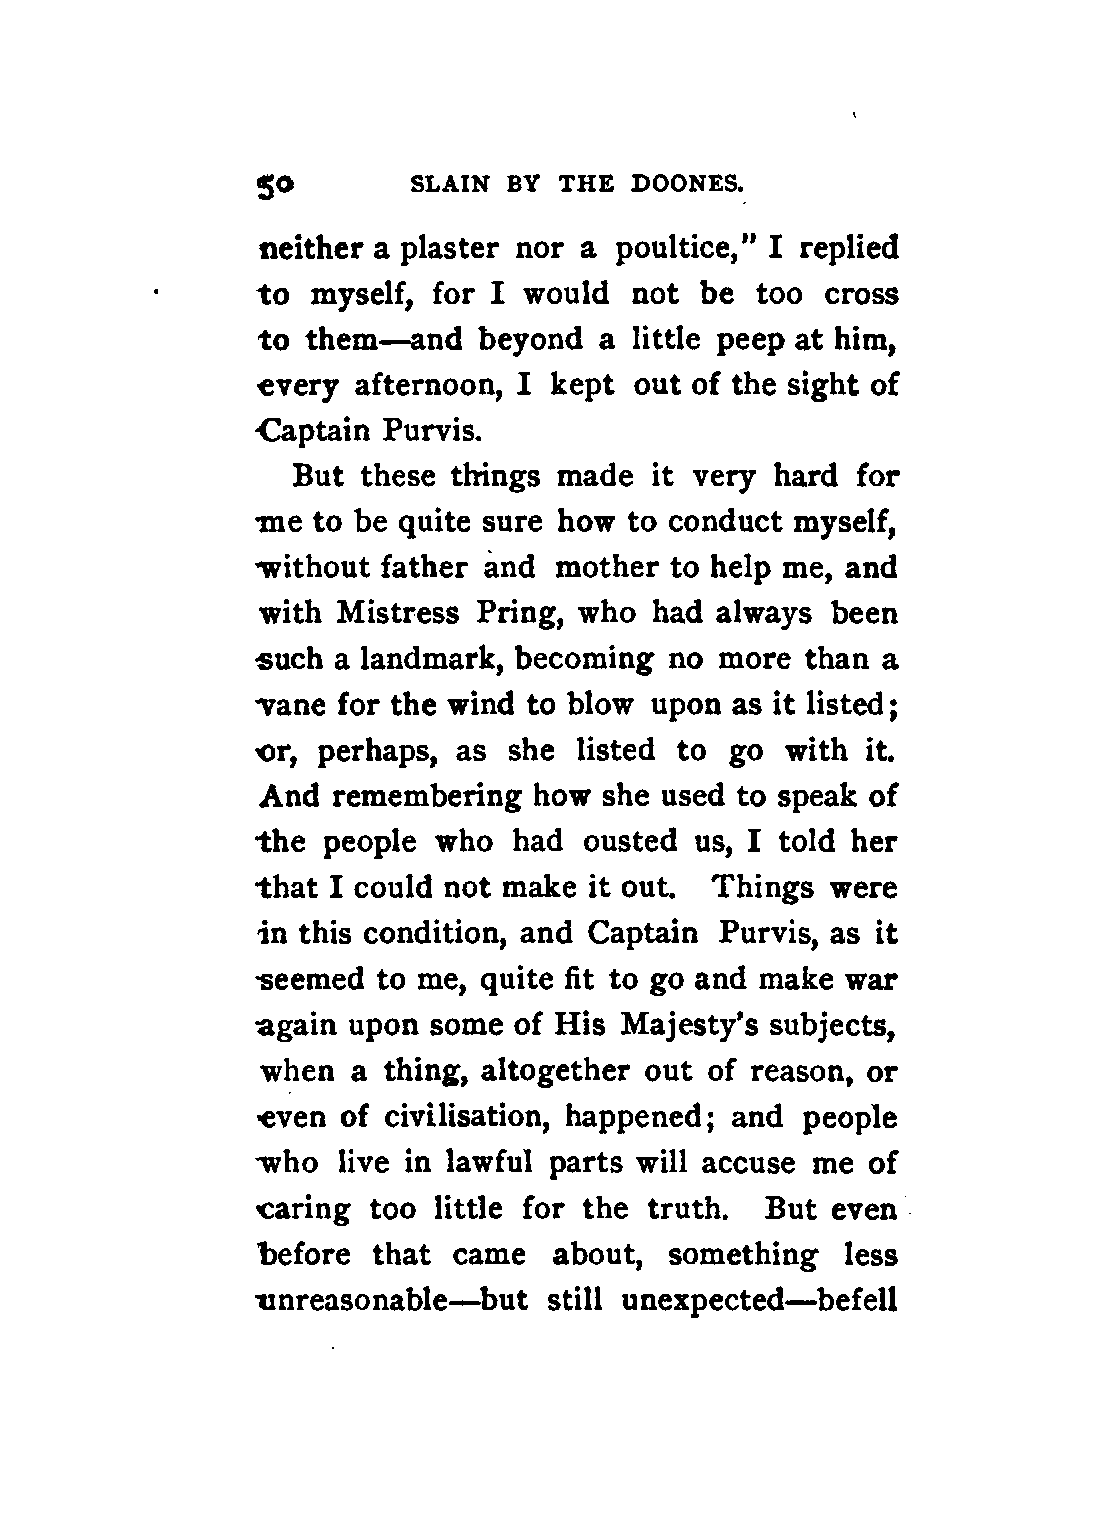 50 SLAIN BY THE DOONES.
neither a plaster nor a poultice," I replied
to myself, for I would not be too cross
to them—and beyond a little peep at him,
every afternoon, I kept out of the sight of
Captain Purvis.
But these things made it very hard for
me to be quite sure how to conduct myself,
without father and mother to help me, and
with Mistress Pring, who had always been
such a landmark, becoming no more than a
vane for the wind to blow upon as it listed;
or, perhaps, as she listed to go with it.
And remembering how she used to speak of
the people who had ousted us, I told her
that I could not make it out. Things were
in this condition, and Captain Purvis, as it
seemed to me, quite fit to go and make war
again upon some of His Majesty's subjects,
when a thing, altogether out of reason, or
even of civilisation, happened; and people
who live in lawful parts will accuse me of
caring too little for the truth. But even
before that came about, something less
unreasonable—but still unexpected—befell